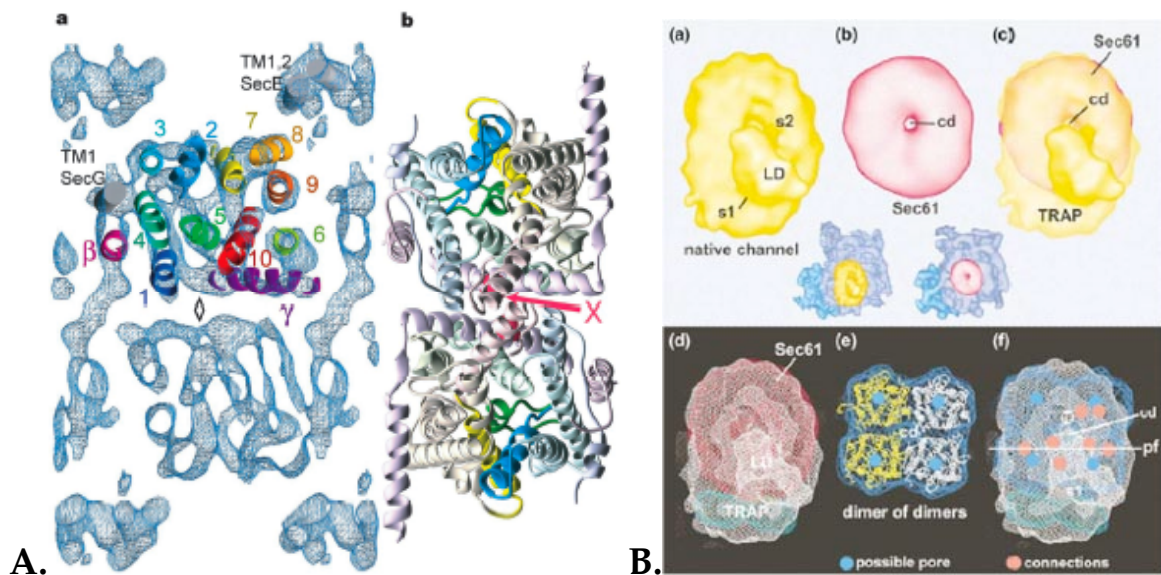 a
TM1,2
SecE
3
2
7
8
TM1
SecG
9
β
4
5
6
10
1
γ
b
X
A.
(a)
s2
LD
s1
native channel
(b)
cd
Sec61
(c)
Sec61
cd
TRAP
(d)
Sec61
LD
TRAP
(e)
dimer of dimers
(f)
cd
pf
s1
possible pore
connections
B.